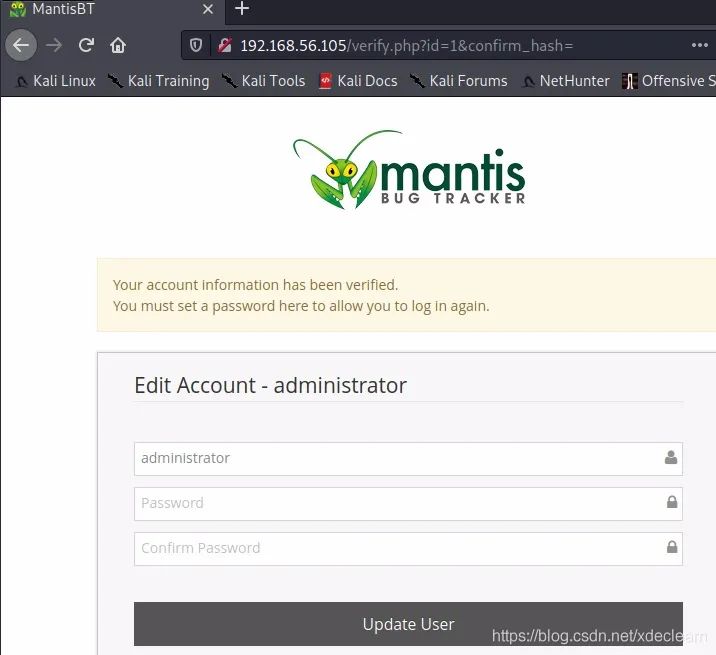 MantisBT
192.168.56.105/verify.php?id=1&confirm_hash=
Kali Linux Kali Training Kali Tools Kali Docs Kali Forums NetHunter Offensive S
mantis
BUG TRACKER
Your account information has been verified.
You must set a password here to allow you to log in again.
Edit Account - administrator
administrator
Password
Confirm Password
Update User
https://blog.csdn.net/xdeclearn